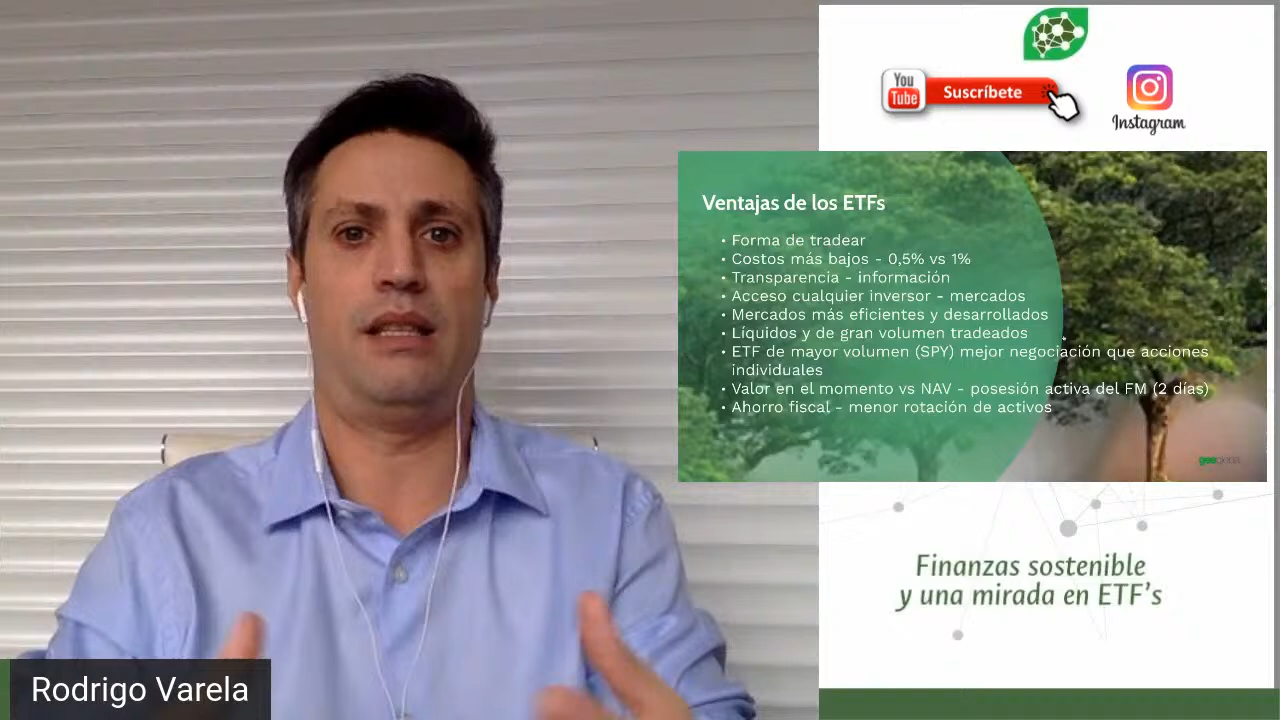 You
Tube
Suscríbete
Instagram
Ventajas de los ETFs
• Forma de tradear
• Costos más bajos - 0,5% vs 1%
• Transparencia - información
• Acceso cualquier inversor - mercados
• Mercados más eficientes y desarrollados
• Líquidos y de gran volumen tradeados
• ETF de mayor volumen (SPY) mejor negociación que acciones
individuales
• Valor en el momento vs NAV - posesión activa del FM (2 días)
• Ahorro fiscal - menor rotación de activos
Finanzas sostenible
y una mirada en ETF's
Rodrigo Varela